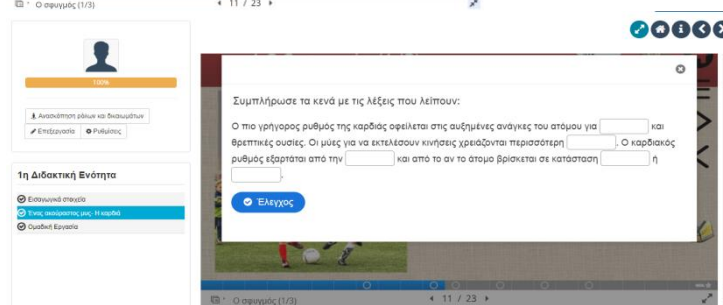 Ο σφυγμός (1/3)
11 / 23
100%
Ανασκόπηση ρόλων και δικαιωμάτων
Επεξεργασία
Ρυθμίσεις
1η Διδακτική Ενότητα
Εισαγωγικά στοιχεία
Ένας ακούραστος μυς- Η καρδιά
Ομαδική Εργασία
Συμπλήρωσε τα κενά με τις λέξεις που λείπουν:
Ο πιο γρήγορος ρυθμός της καρδιάς οφείλεται στις αυξημένες ανάγκες του ατόμου για και
θρεπτικές ουσίες. Οι μύες για να εκτελέσουν κινήσεις χρειάζονται περισσότερη . Ο καρδιακός
ρυθμός εξαρτάται από την και από το αν το άτομο βρίσκεται σε κατάσταση ή
.
Έλεγχος
Ο σφυγμός (1/3)
11 / 23